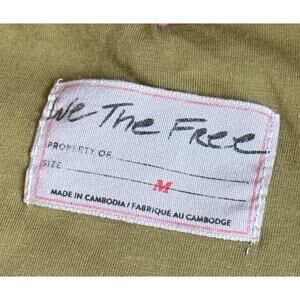 We The Free
PROPERTY OF
SIZE M
MADE IN CAMBODIA / FABRIQUÉ AU CAMBODGE